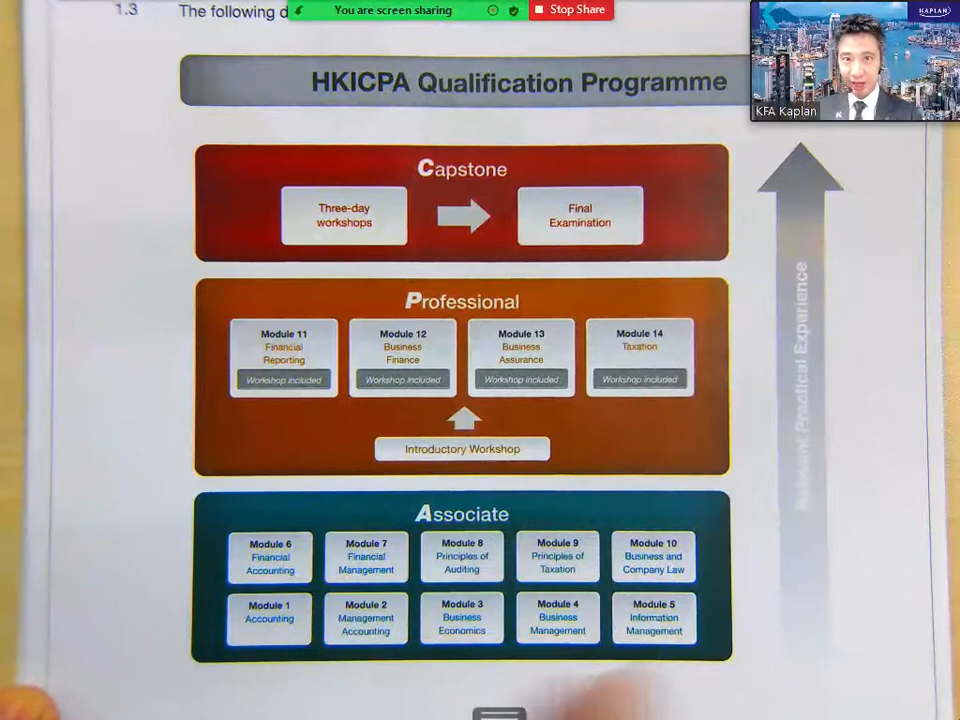 1.3 The following d
You are screen sharing
Stop Share
KAPLAN
KFA Kaplan
HKICPA Qualification Programme
Capstone
Three-day
workshops
Final
Examination
Professional
Module 11
Financial
Reporting
Workshop included
Module 12
Business
Finance
Workshop included
Module 13
Business
Assurance
Workshop included
Module 14
Taxation
Workshop included
Introductory Workshop
Associate
Module 6
Financial
Accounting
Module 7
Financial
Management
Module 8
Principles of
Auditing
Module 9
Principles of
Taxation
Module 10
Business and
Company Law
Module 1
Accounting
Module 2
Management
Accounting
Module 3
Business
Economics
Module 4
Business
Management
Module 5
Information
Management
Relevant Practical Experience